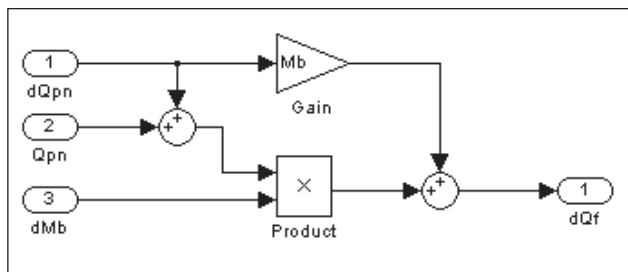 1
dQpn
Mb
Gain
+
+
2
Qpn
×
Product
3
dMb
+
+
1
dQf